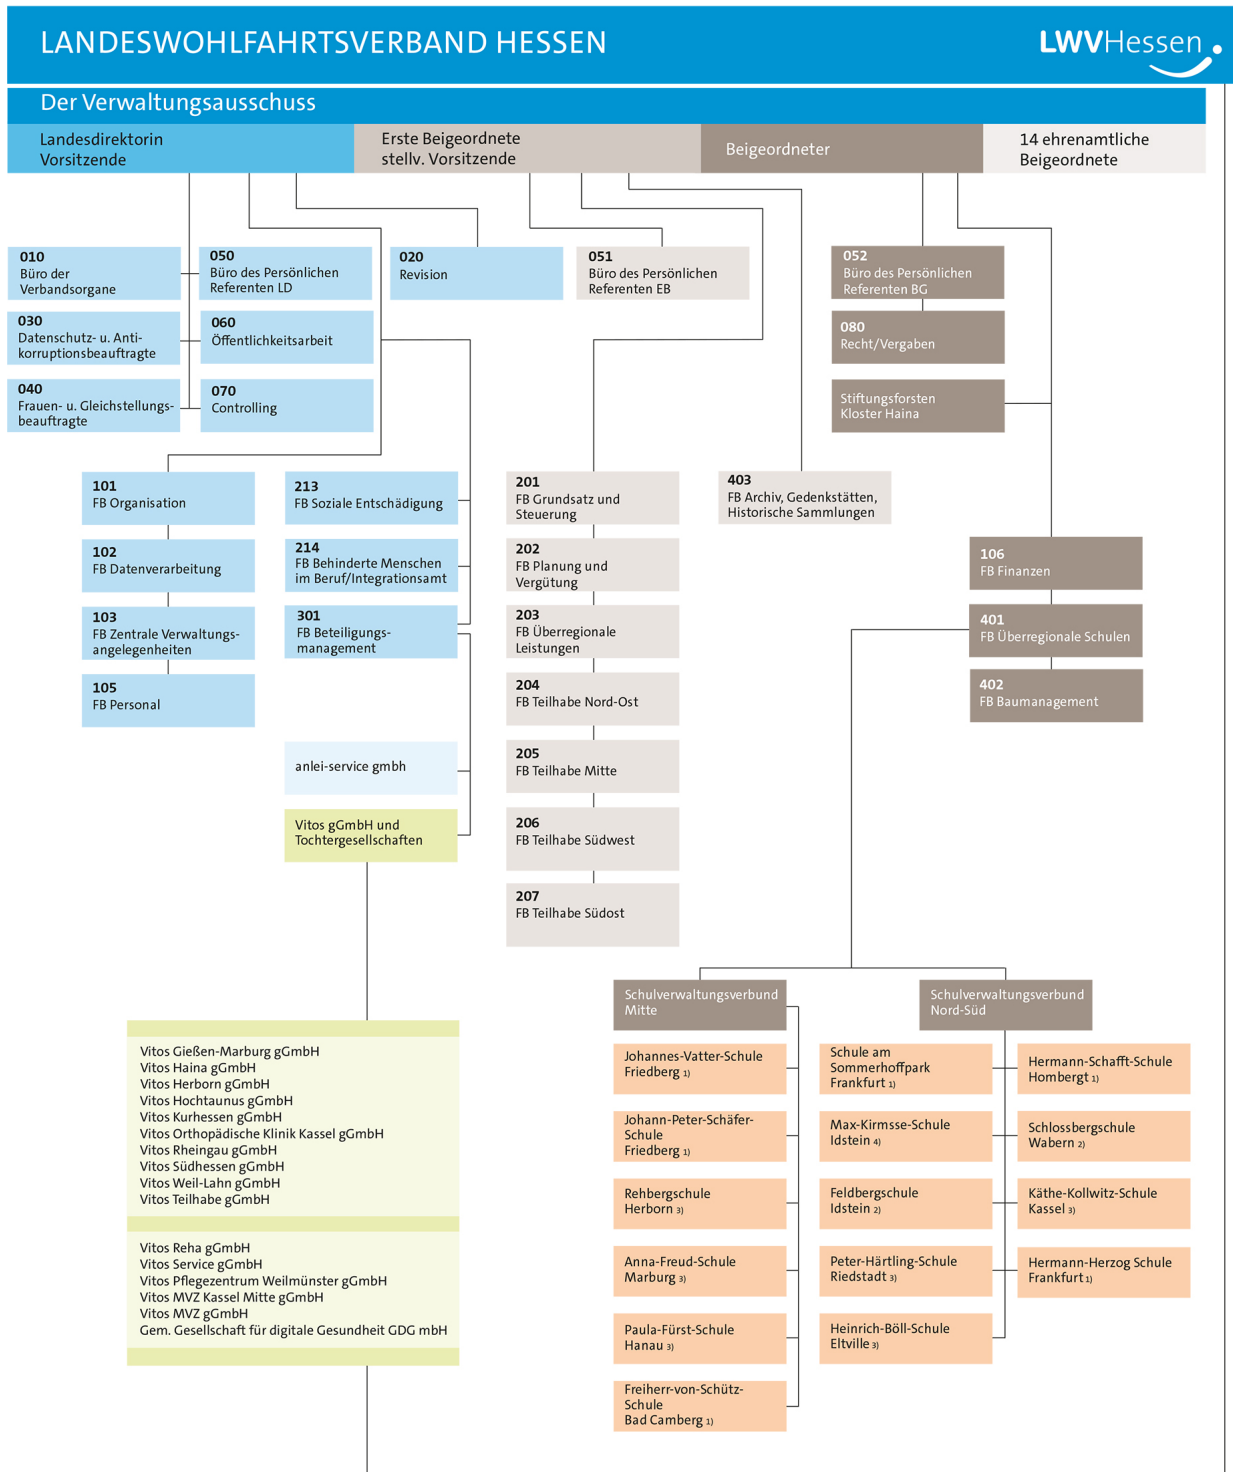 LANDESWOHLFAHRTSVERBAND HESSEN
LWVHessen
Der Verwaltungsausschuss
Landesdirektorin
Vorsitzende
Erste Beigeordnete
stellv. Vorsitzende
Beigeordneter
14 ehrenamtliche
Beigeordnete
010
Büro der
Verbandsorgane
050
Büro des Persönlichen
Referenten LD
020
Revision
051
Büro des Persönlichen
Referenten EB
052
Büro des Persönlichen
Referenten BG
030
Datenschutz- u. Anti-
korruptionsbeauftragte
060
Öffentlichkeitsarbeit
080
Recht/Vergaben
040
Frauen- u. Gleichstellungs-
beauftragte
070
Controlling
Stiftungsforsten
Kloster Haina
101
FB Organisation
102
FB Datenverarbeitung
103
FB Zentrale Verwaltungs-
angelegenheiten
105
FB Personal
213
FB Soziale Entschädigung
214
FB Behinderte Menschen
im Beruf/Integrationsamt
301
FB Beteiligungs-
management
anlei-service gmbh
Vitos gGmbH und
Tochtergesellschaften
201
FB Grundsatz und
Steuerung
202
FB Planung und
Vergütung
203
FB Überregionale
Leistungen
204
FB Teilhabe Nord-Ost
205
FB Teilhabe Mitte
206
FB Teilhabe Südwest
207
FB Teilhabe Südost
403
FB Archiv, Gedenkstätten,
Historische Sammlungen
106
FB Finanzen
401
FB Überregionale Schulen
402
FB Baumanagement
Vitos Gießen-Marburg gGmbH
Vitos Haina gGmbH
Vitos Herborn gGmbH
Vitos Hochtaunus gGmbH
Vitos Kurhessen gGmbH
Vitos Orthopädische Klinik Kassel gGmbH
Vitos Rheingau gGmbH
Vitos Südhessen gGmbH
Vitos Weil-Lahn gGmbH
Vitos Teilhabe gGmbH
Vitos Reha gGmbH
Vitos Service gGmbH
Vitos Pflegezentrum Weilmünster gGmbH
Vitos MVZ Kassel Mitte gGmbH
Vitos MVZ gGmbH
Gem. Gesellschaft für digitale Gesundheit GDG mbH
Schulverwaltungsverbund
Mitte
Johannes-Vatter-Schule
Friedberg 1)
Johann-Peter-Schäfer-
Schule
Friedberg 1)
Rehbergschule
Herborn 3)
Anna-Freud-Schule
Marburg 3)
Paula-Fürst-Schule
Hanau 3)
Freiherr-von-Schütz-
Schule
Bad Camberg 1)
Schulverwaltungsverbund
Nord-Süd
Schule am
Sommerhoffpark
Frankfurt 1)
Max-Kirmsse-Schule
Idstein 4)
Feldbergschule
Idstein 2)
Peter-Härtling-Schule
Riedstadt 3)
Heinrich-Böll-Schule
Eltville 3)
Hermann-Schafft-Schule
Hombergt 1)
Schlossbergschule
Wabern 2)
Käthe-Kollwitz-Schule
Kassel 3)
Hermann-Herzog Schule
Frankfurt 1)